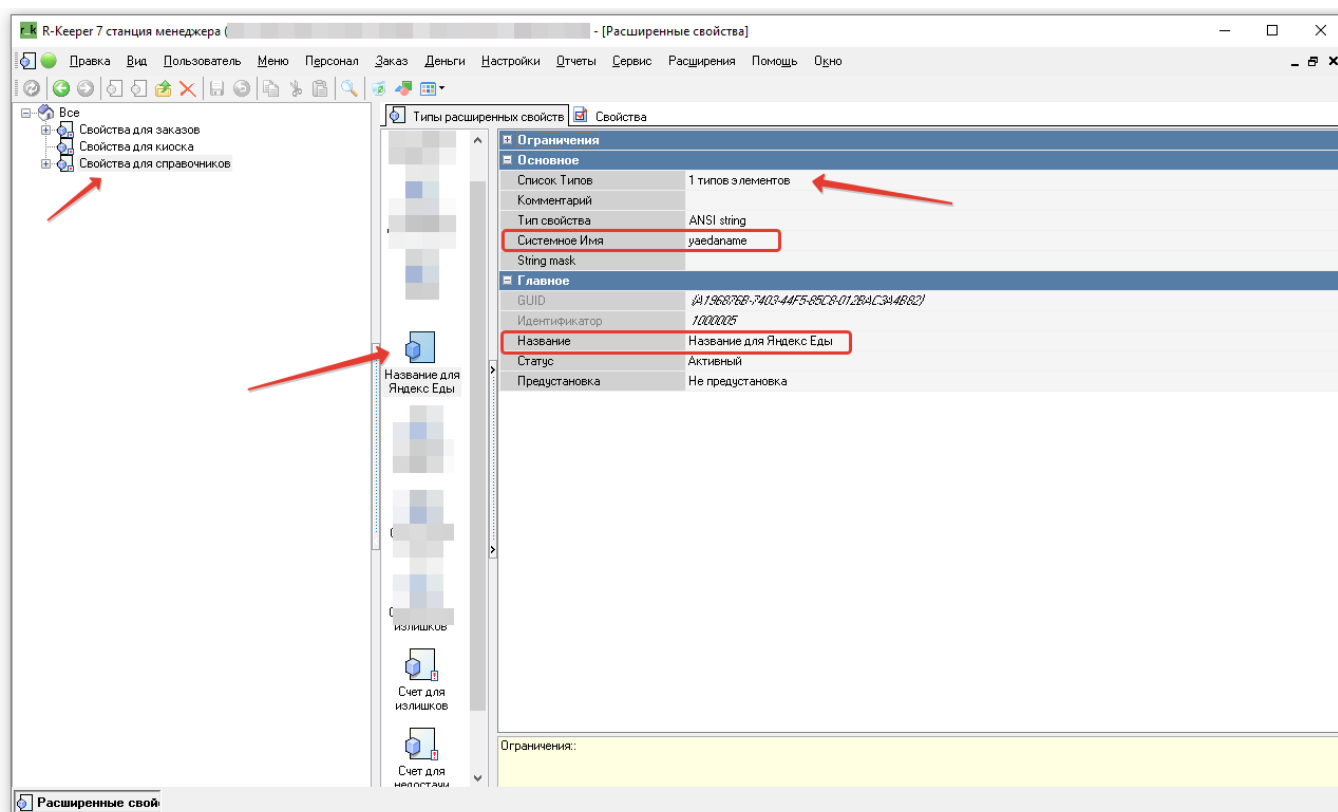 R-Keeper 7 станция менеджера ( - [Расширенные свойства]
Правка Вид Пользователь Меню Персонал Заказ Деньги Настройки Отчеты Сервис Расширения Помощь Окно
Все
Свойства для заказов
Свойства для киоска
Свойства для справочников
Типы расширенных свойств Свойства
Название для
Яндекс Еды
излишков
Счет для
излишков
Счет для
недостачи
Ограничения
Основное
Список Типов 1 типов элементов
Комментарий
Тип свойства ANSI string
Системное Имя yaedaname
String mask
Главное
GUID {A196876B-7403-44F5-85C8-012BAC3A4B82}
Идентификатор 1000005
Название Название для Яндекс Еды
Статус Активный
Предустановка Не предустановка
Ограничения::
Расширенные свой